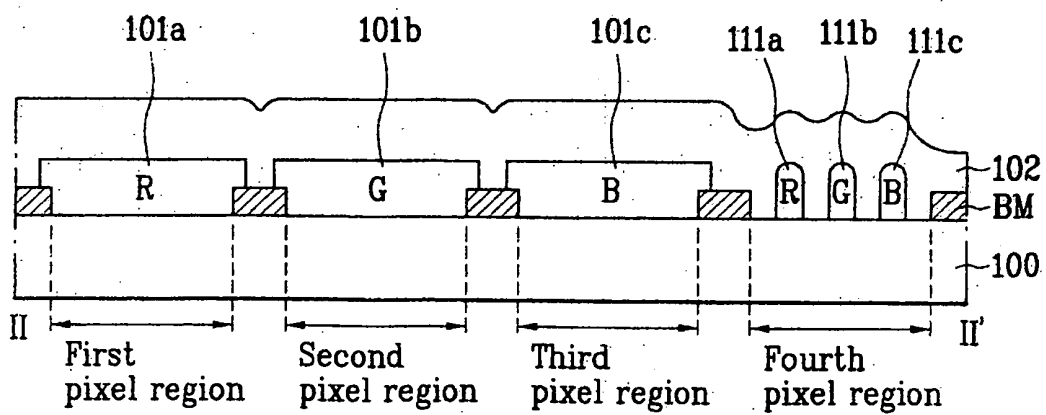 101a 101b 101c 111a 111b 111c
R G B R G B
102
BM
100
II II'
First pixel region
Second pixel region
Third pixel region
Fourth pixel region